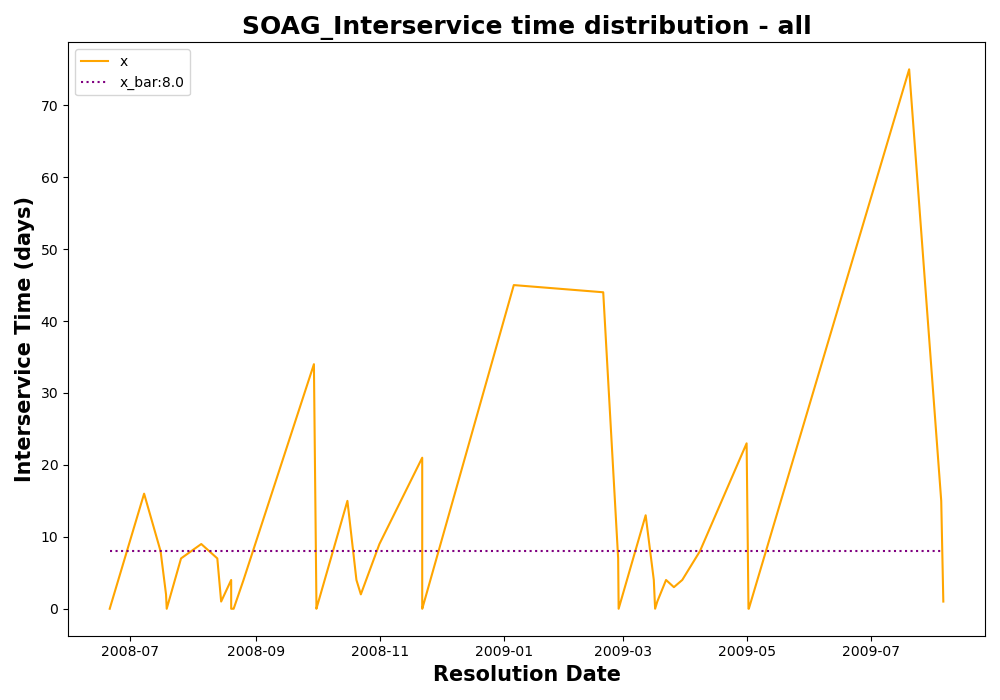 SOAG_Interservice time distribution - all
x
x_bar:8.0
Interservice Time (days)
70
60
50
40
30
20
10
0
2008-07 2008-09 2008-11 2009-01 2009-03 2009-05 2009-07
Resolution Date